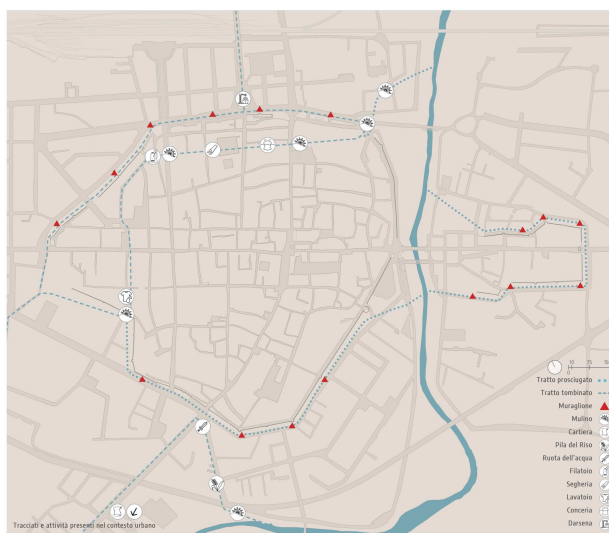 10
Tratto prosciugato
Tratto tombinato
Muraglione
Mulino
Cartiera
Pila del Riso
Ruota dell'acqua
Filatoio
Segheria
Lavatoio
Conceria
Darsena
Tracciati e attività presenti nel contesto urbano